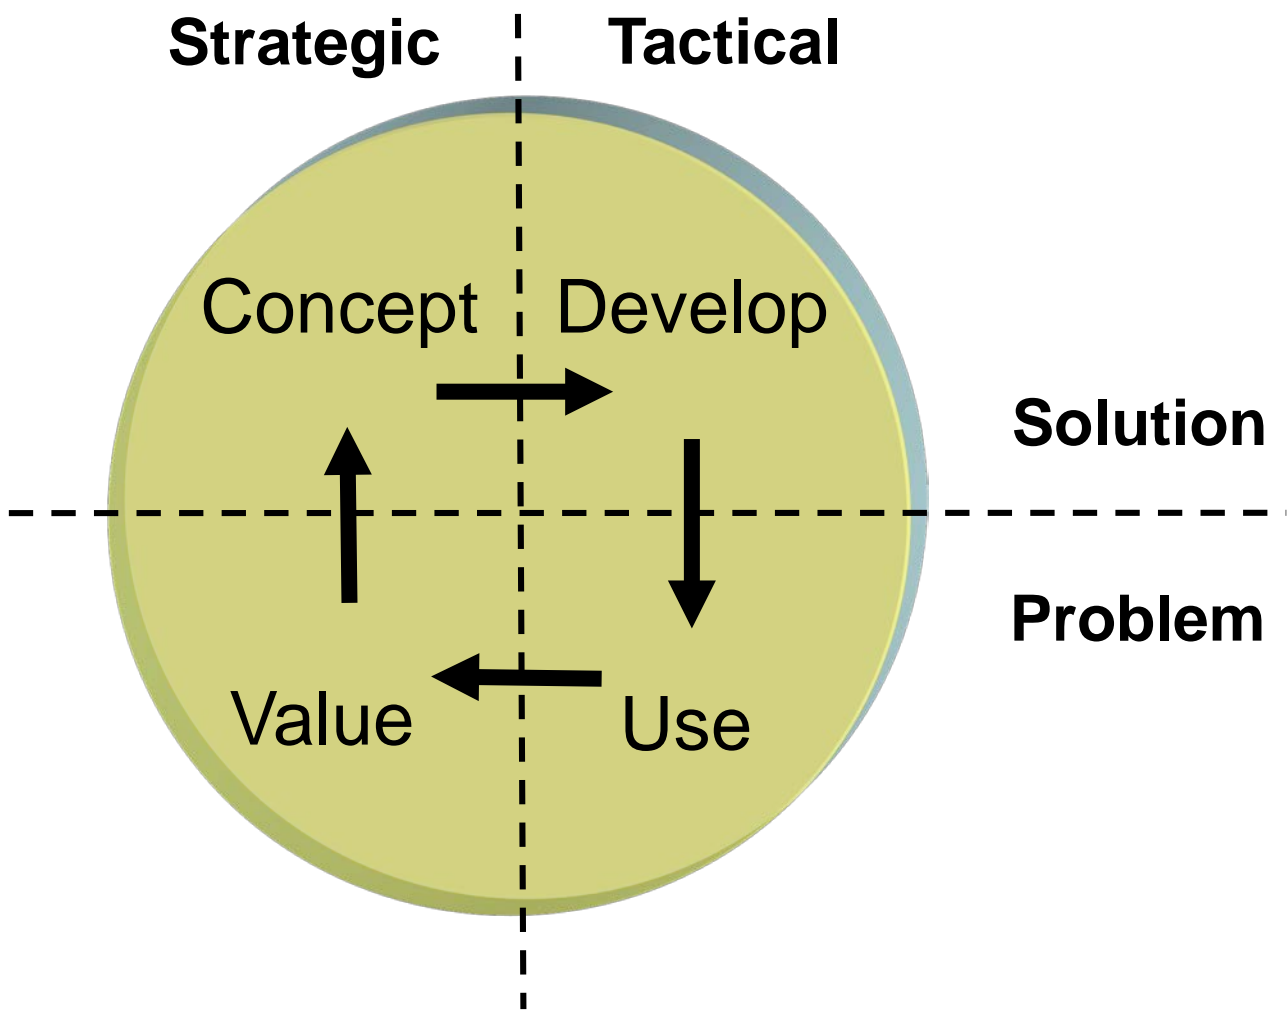 Strategic Tactical
Concept Develop
Solution
Problem
Value Use